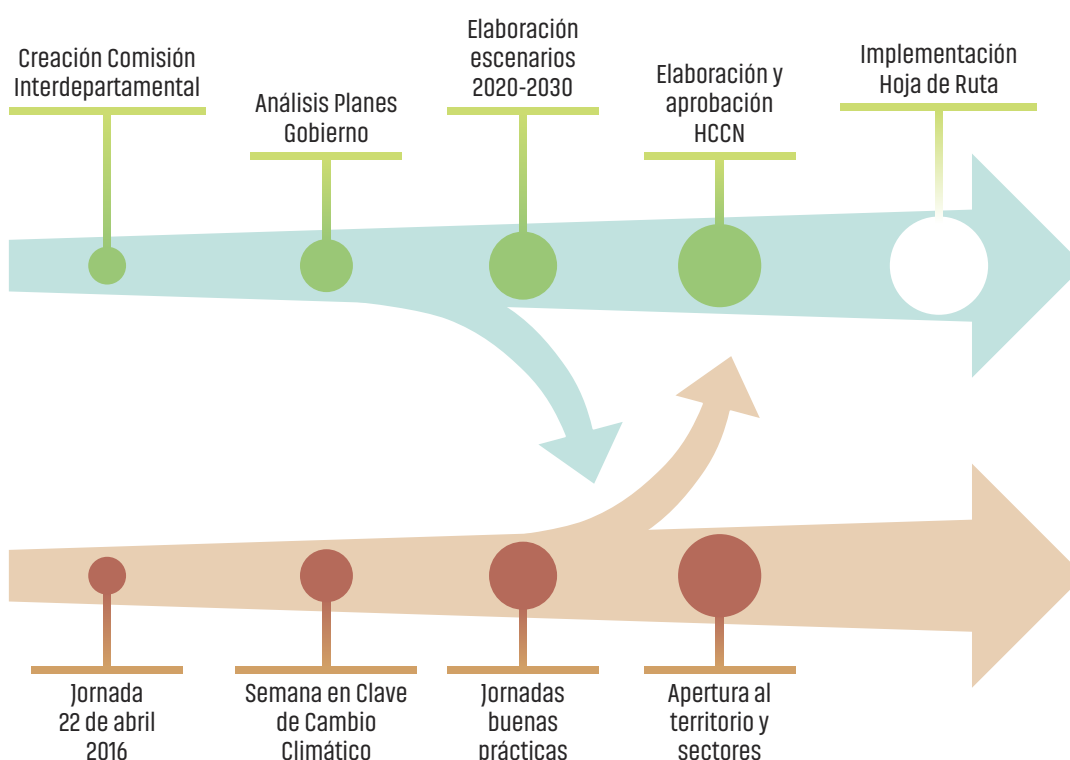 Creación Comisión
Interdepartamental
Análisis Planes
Gobierno
Elaboración
escenarios
2020-2030
Elaboración y
aprobación
HCCN
Implementación
Hoja de Ruta
Jornada
22 de abril
2016
Semana en Clave
de Cambio
Climático
Jornadas
buenas
prácticas
Apertura al
territorio y
sectores